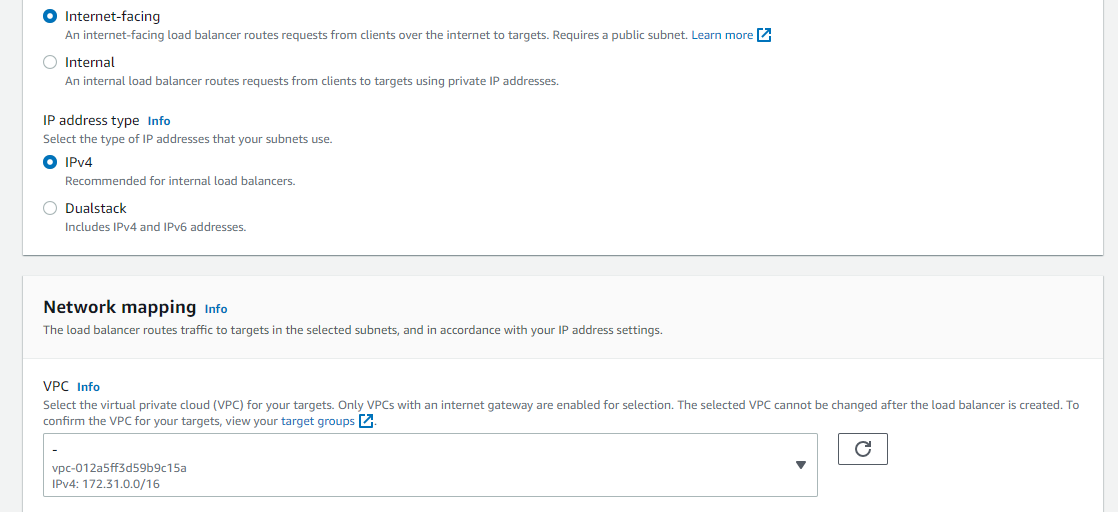 Internet-facing
An internet-facing load balancer routes requests from clients over the internet to targets. Requires a public subnet. Learn more
Internal
An internal load balancer routes requests from clients to targets using private IP addresses.
IP address type Info
Select the type of IP addresses that your subnets use.
IPv4
Recommended for internal load balancers.
Dualstack
Includes IPv4 and IPv6 addresses.
Network mapping Info
The load balancer routes traffic to targets in the selected subnets, and in accordance with your IP address settings.
VPC Info
Select the virtual private cloud (VPC) for your targets. Only VPCs with an internet gateway are enabled for selection. The selected VPC cannot be changed after the load balancer is created. To
confirm the VPC for your targets, view your target groups.
-
vpc-012a5ff3d59b9c15a
IPv4: 172.31.0.0/16